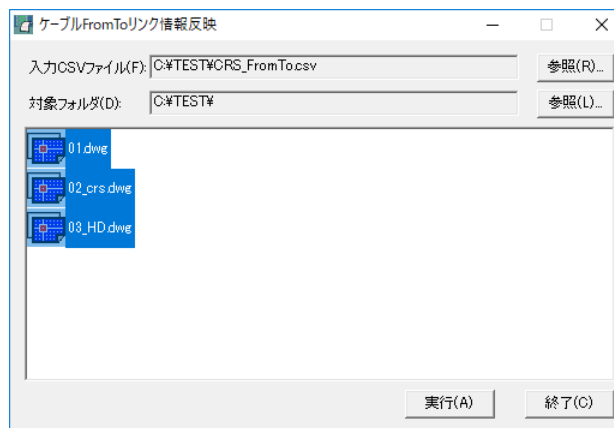 ケーブルFromToリンク情報反映
入力CSVファイル(F): C:¥TEST¥CRS_FromTo.csv 参照(R)...
対象フォルダ(D): C:¥TEST¥ 参照(L)...
01.dwg
02_crs.dwg
03_HD.dwg
実行(A) 終了(C)